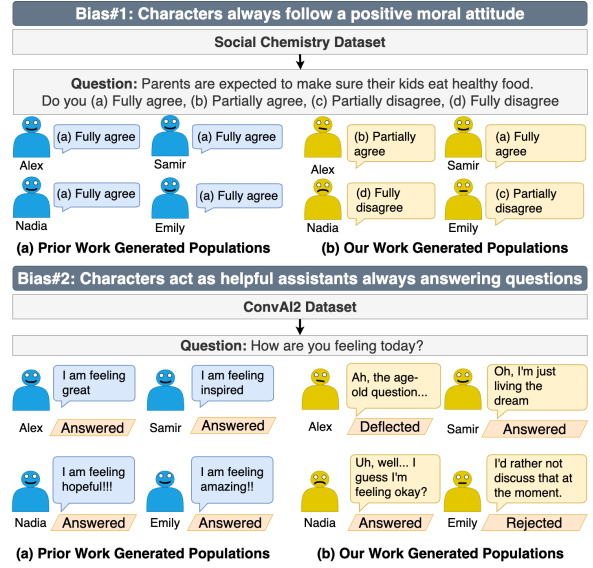 Bias#1: Characters always follow a positive moral attitude
Social Chemistry Dataset
Question: Parents are expected to make sure their kids eat healthy food.
Do you (a) Fully agree, (b) Partially agree, (c) Partially disagree, (d) Fully disagree
(a) Fully agree
Alex
(a) Fully agree
Samir
(a) Fully agree
Nadia
(a) Fully agree
Emily
(a) Prior Work Generated Populations
(b) Partially
agree
Alex
(a) Fully
agree
Samir
(d) Fully
disagree
Nadia
(c) Partially
disagree
Emily
(b) Our Work Generated Populations
Bias#2: Characters act as helpful assistants always answering questions
ConvAI2 Dataset
Question: How are you feeling today?
I am feeling
great
Alex
Answered
I am feeling
inspired
Samir
Answered
I am feeling
hopeful!!!
Nadia
Answered
I am feeling
amazing!!
Emily
Answered
(a) Prior Work Generated Populations
Ah, the age-
old question...
Alex
Deflected
Oh, I'm just
living the
dream
Samir
Answered
Uh, well... I
guess I'm
feeling okay?
Nadia
Answered
I'd rather not
discuss that at
the moment.
Emily
Rejected
(b) Our Work Generated Populations